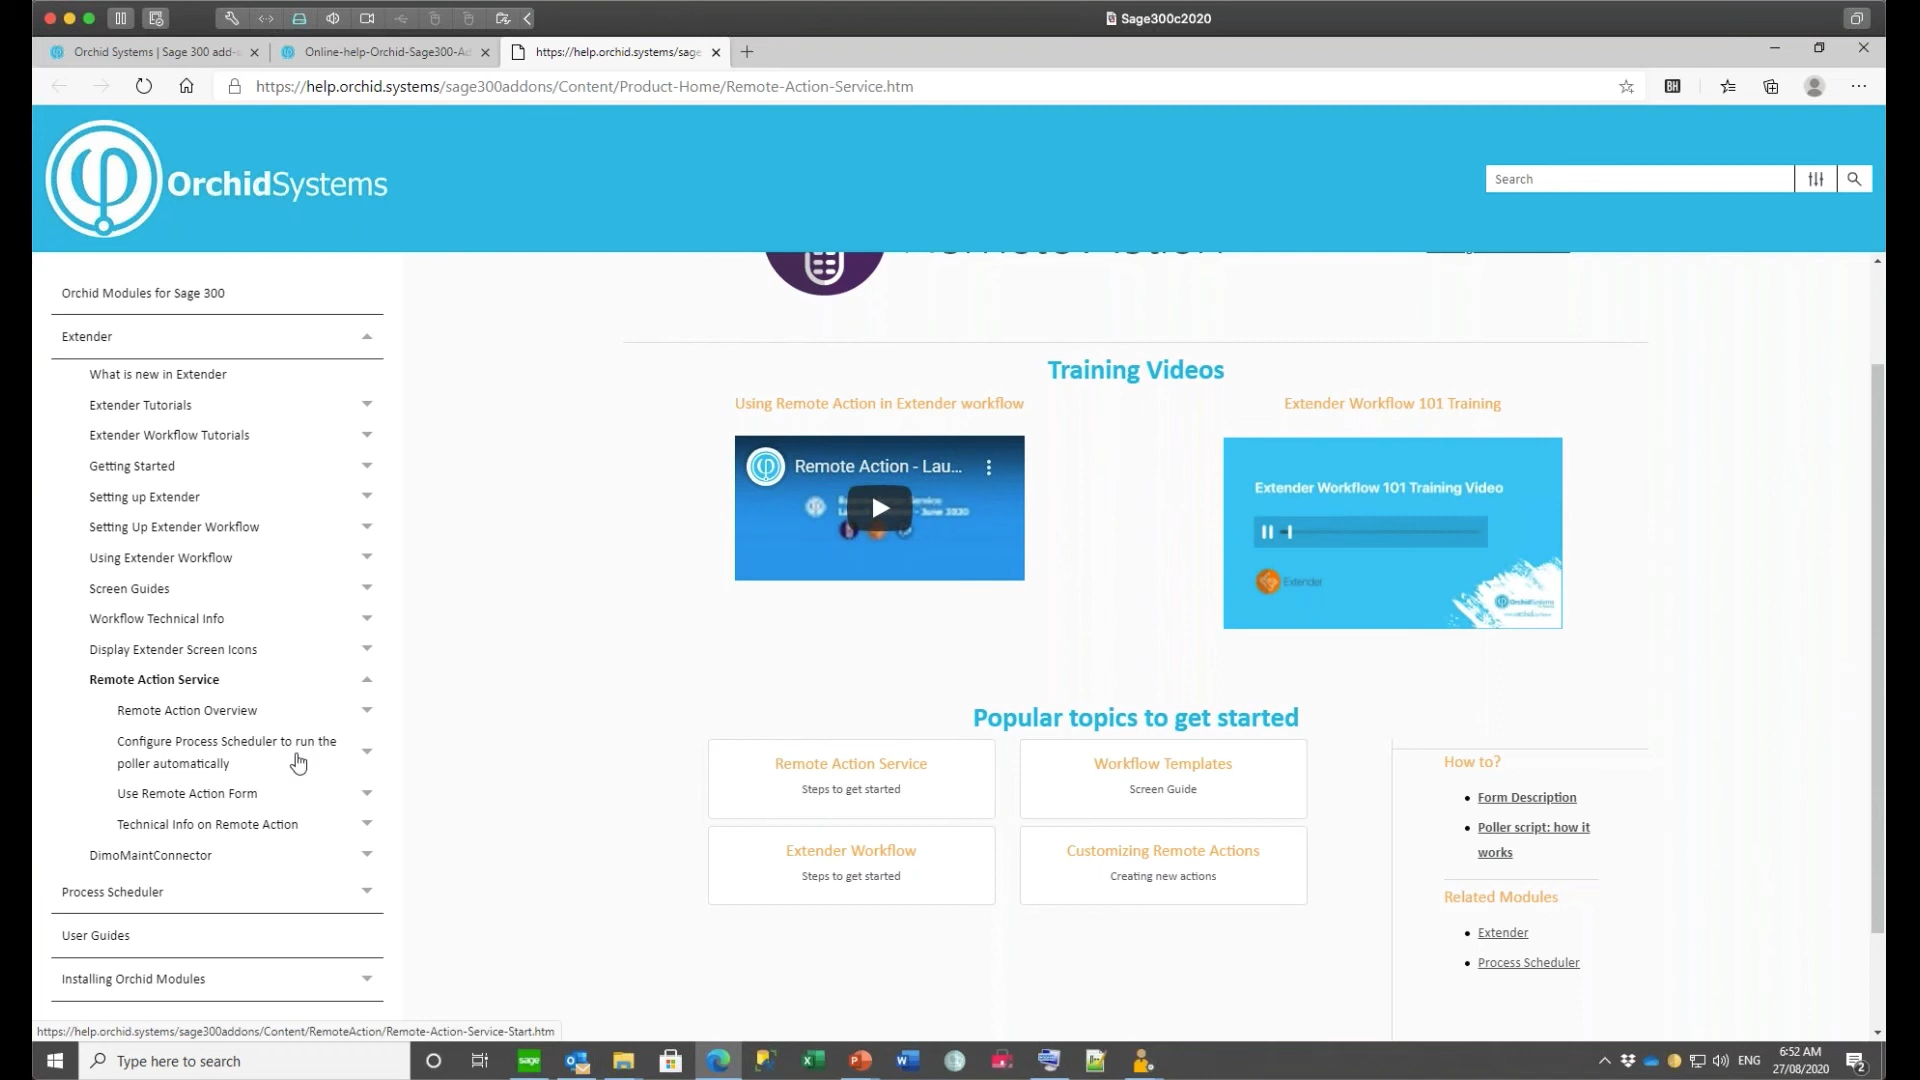 Sage300c2020
Orchid Systems | Sage 300 add-
Online-help-Orchid-Sage300-Ad
https://help.orchid.systems/sage
https://help.orchid.systems/sage300addons/Content/Product-Home/Remote-Action-Service.htm
BH
OrchidSystems
Search
Orchid Modules for Sage 300
Extender
What is new in Extender
Extender Tutorials
Extender Workflow Tutorials
Getting Started
Setting up Extender
Setting Up Extender Workflow
Using Extender Workflow
Screen Guides
Workflow Technical Info
Display Extender Screen Icons
Remote Action Service
Remote Action Overview
Configure Process Scheduler to run the
poller automatically
Use Remote Action Form
Technical Info on Remote Action
DimoMaintConnector
Process Scheduler
User Guides
Installing Orchid Modules
Training Videos
Using Remote Action in Extender workflow
Extender Workflow 101 Training
Remote Action - Lau...
Extender Workflow 101 Training Video
Extender
OrchidSystems
Popular topics to get started
Remote Action Service
Steps to get started
Workflow Templates
Screen Guide
Extender Workflow
Steps to get started
Customizing Remote Actions
Creating new actions
How to?
Form Description
Poller script: how it
works
Related Modules
Extender
Process Scheduler
https://help.orchid.systems/sage300addons/Content/RemoteAction/Remote-Action-Service-Start.htm
Type here to search
sage
ENG
6:52 AM
27/08/2020
2